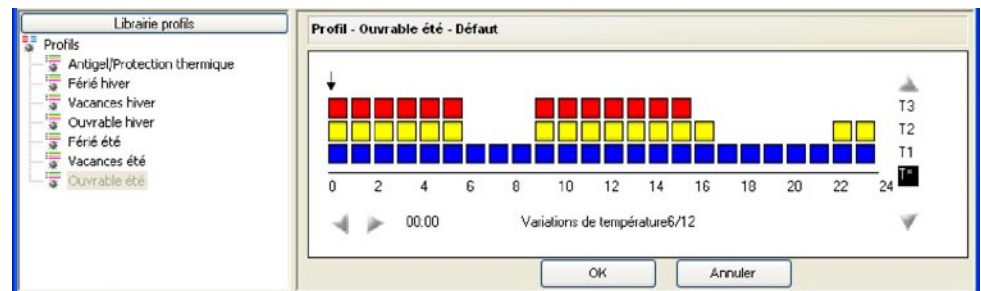 Librairie profils
Profils
Antigel/Protection thermique
Férié hiver
Vacances hiver
Ouvrable hiver
Férié été
Vacances été
Ouvrable été
Profil - Ouvrable été - Défaut
T3
T2
T1
T*
0 2 4 6 8 10 12 14 16 18 20 22 24
00:00 Variations de température6/12
OK Annuler